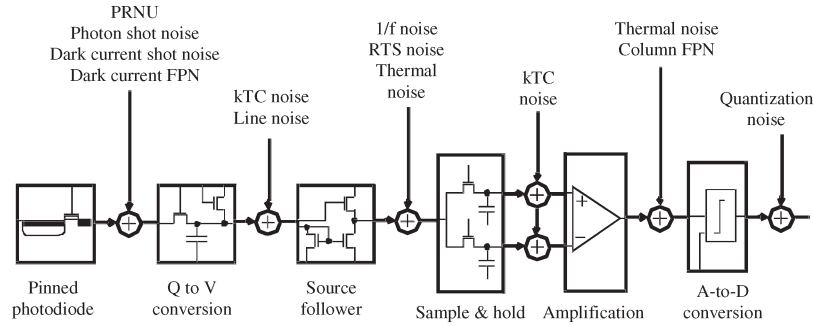 PRNU
Photon shot noise
Dark current shot noise
Dark current FPN
kTC noise
Line noise
1/f noise
RTS noise
Thermal
noise
kTC
noise
Thermal noise
Column FPN
Quantization
noise
+
−
Pinned
photodiode
Q to V
conversion
Source
follower
Sample & hold
Amplification
A-to-D
conversion